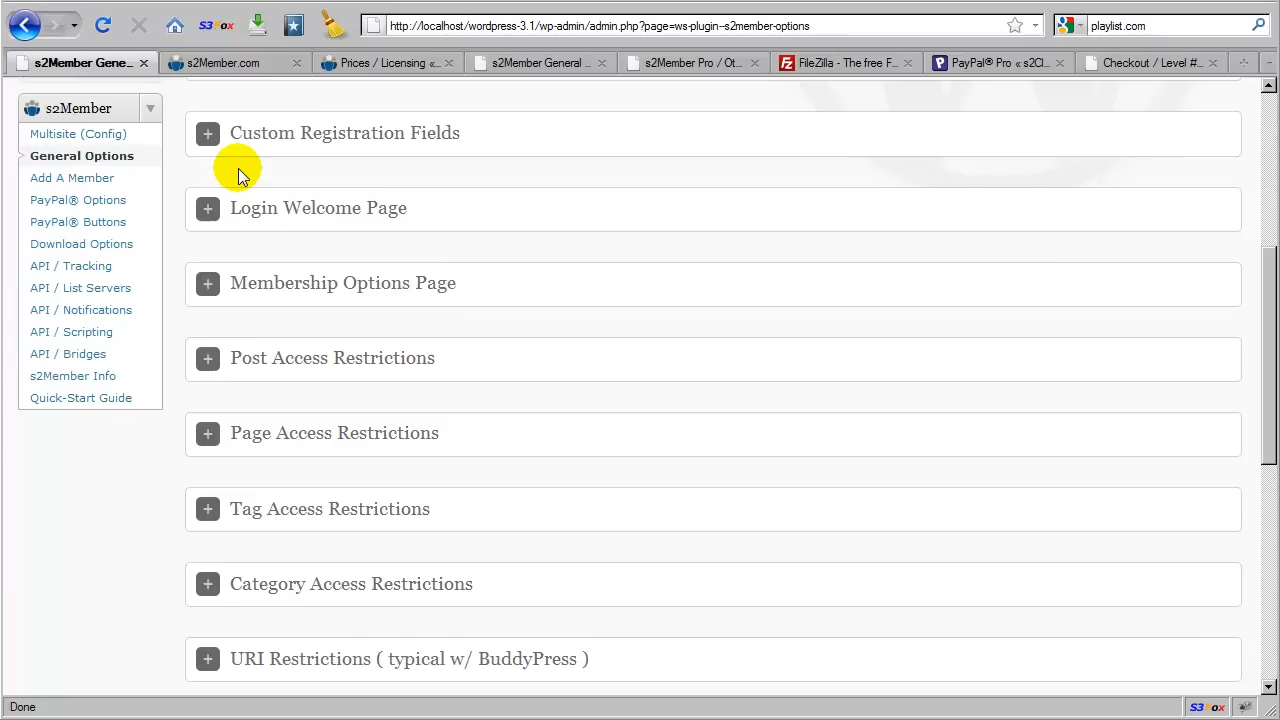 S3Fox
http://localhost/wordpress-3.1/wp-admin/admin.php?page=ws-plugin--s2member-options
playlist.com
s2Member Gene...
s2Member.com
Prices / Licensing «...
s2Member General ...
s2Member Pro / Ot...
FileZilla - The free F...
PayPal® Pro « s2Cl...
Checkout / Level #...
s2Member
Multisite (Config)
General Options
Add A Member
PayPal® Options
PayPal® Buttons
Download Options
API / Tracking
API / List Servers
API / Notifications
API / Scripting
API / Bridges
s2Member Info
Quick-Start Guide
Custom Registration Fields
Login Welcome Page
Membership Options Page
Post Access Restrictions
Page Access Restrictions
Tag Access Restrictions
Category Access Restrictions
URI Restrictions ( typical w/ BuddyPress )
Done
S3Fox